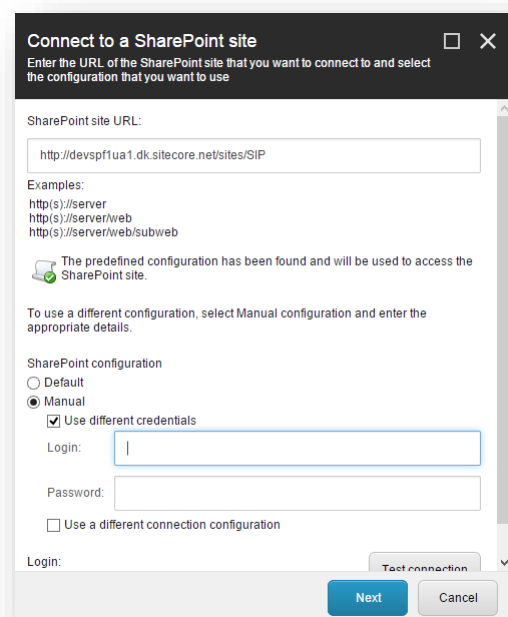 Connect to a SharePoint site
Enter the URL of the SharePoint site that you want to connect to and select
the configuration that you want to use
SharePoint site URL:
http://devspf1ua1.dk.sitecore.net/sites/SIP
Examples:
http(s)://server
http(s)://server/web
http(s)://server/web/subweb
The predefined configuration has been found and will be used to access the
SharePoint site.
To use a different configuration, select Manual configuration and enter the
appropriate details.
SharePoint configuration
Default
Manual
Use different credentials
Login:
Password:
Use a different connection configuration
Login:
Test connection
Next
Cancel